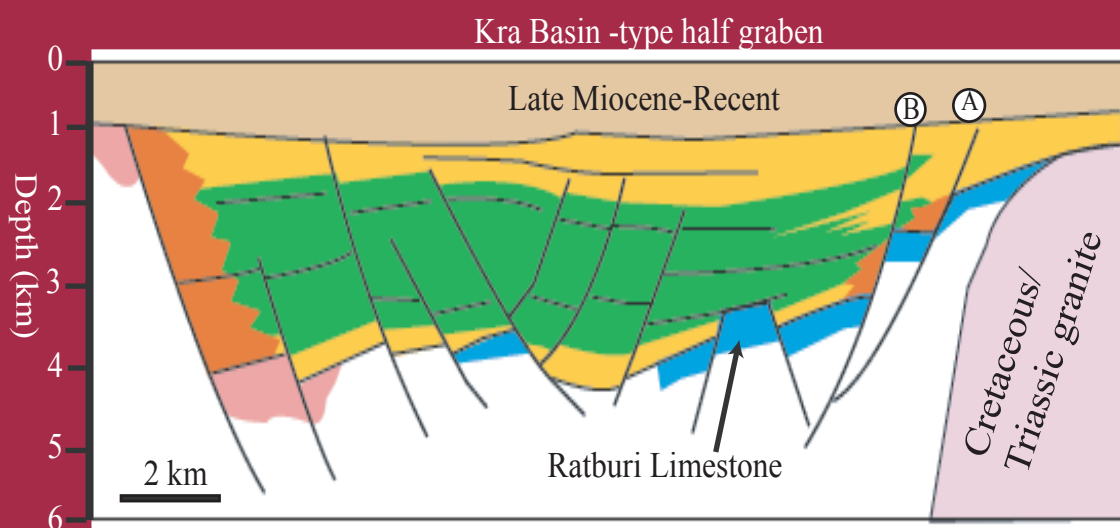 Kra Basin -type half graben
0
Late Miocene-Recent
B
A
1
2
Depth (km)
3
4
5
6
Cretaceous/
Triassic granite
Ratburi Limestone
2 km